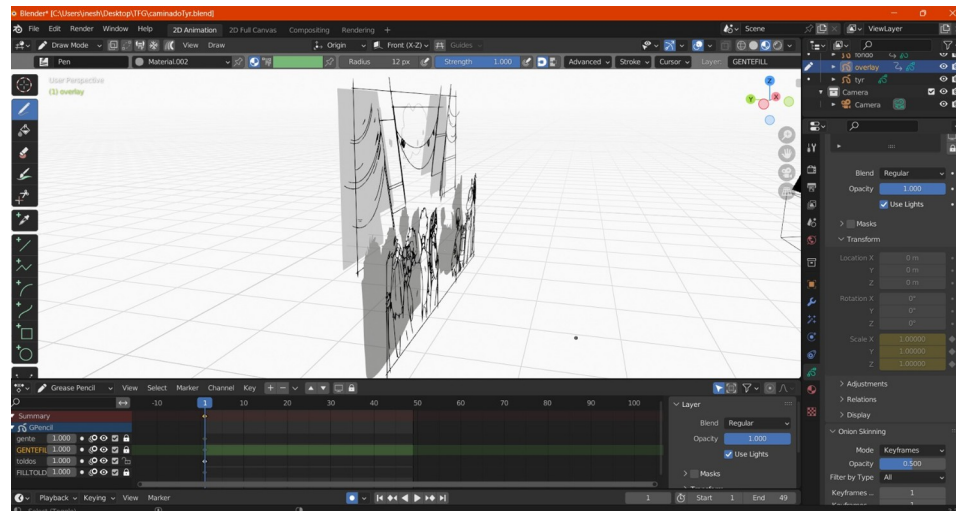 Blender* [C:\Users\inesh\Desktop\TFG\caminadoTyr.blend]
File Edit Render Window Help 2D Animation 2D Full Canvas Compositing Rendering + Scene ViewLayer
Draw Mode View Draw Origin Front (X-Z) Guides
Pen Material.002 Radius 12 px Strength 1.000 Advanced Stroke Cursor Layer: GENTEFILL
User Perspective
(1) overlay
Z
Y X
fondo
overlay
tyr
Camera
Camera
Blend Regular
Opacity 1.000
Use Lights
Masks
Transform
Location X 0 m
Y 0 m
Z 0 m
Rotation X 0°
Y 0°
Z 0°
Scale X 1.00000
Y 1.00000
Z 1.00000
Adjustments
Relations
Display
Onion Skinning
Mode Keyframes
Opacity 0.500
Filter by Type All
Keyframes ... 1
Grease Pencil View Select Marker Channel Key
-10 1 10 20 30 40 50 60 70 80 90 100
Summary
GPencil
gente 1.000
GENTEFIL 1.000
toldos 1.000
FILLTOLD 1.000
Layer
Blend Regular
Opacity 1.000
Use Lights
Masks
Playback Keying View Marker 1 Start 1 End 49